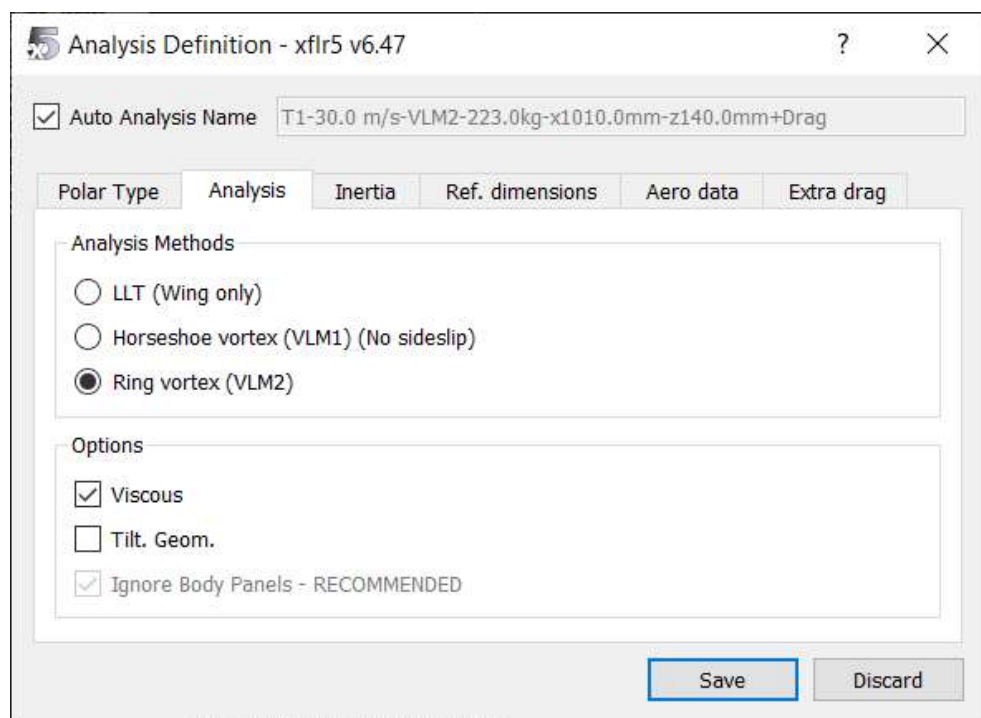 Analysis Definition - xflr5 v6.47 ?
Auto Analysis Name T1-30.0 m/s-VLM2-223.0kg-x1010.0mm-z140.0mm+Drag
Polar Type Analysis Inertia Ref. dimensions Aero data Extra drag
Analysis Methods
LLT (Wing only)
Horseshoe vortex (VLM1) (No sideslip)
Ring vortex (VLM2)
Options
Viscous
Tilt. Geom.
Ignore Body Panels - RECOMMENDED
Save Discard